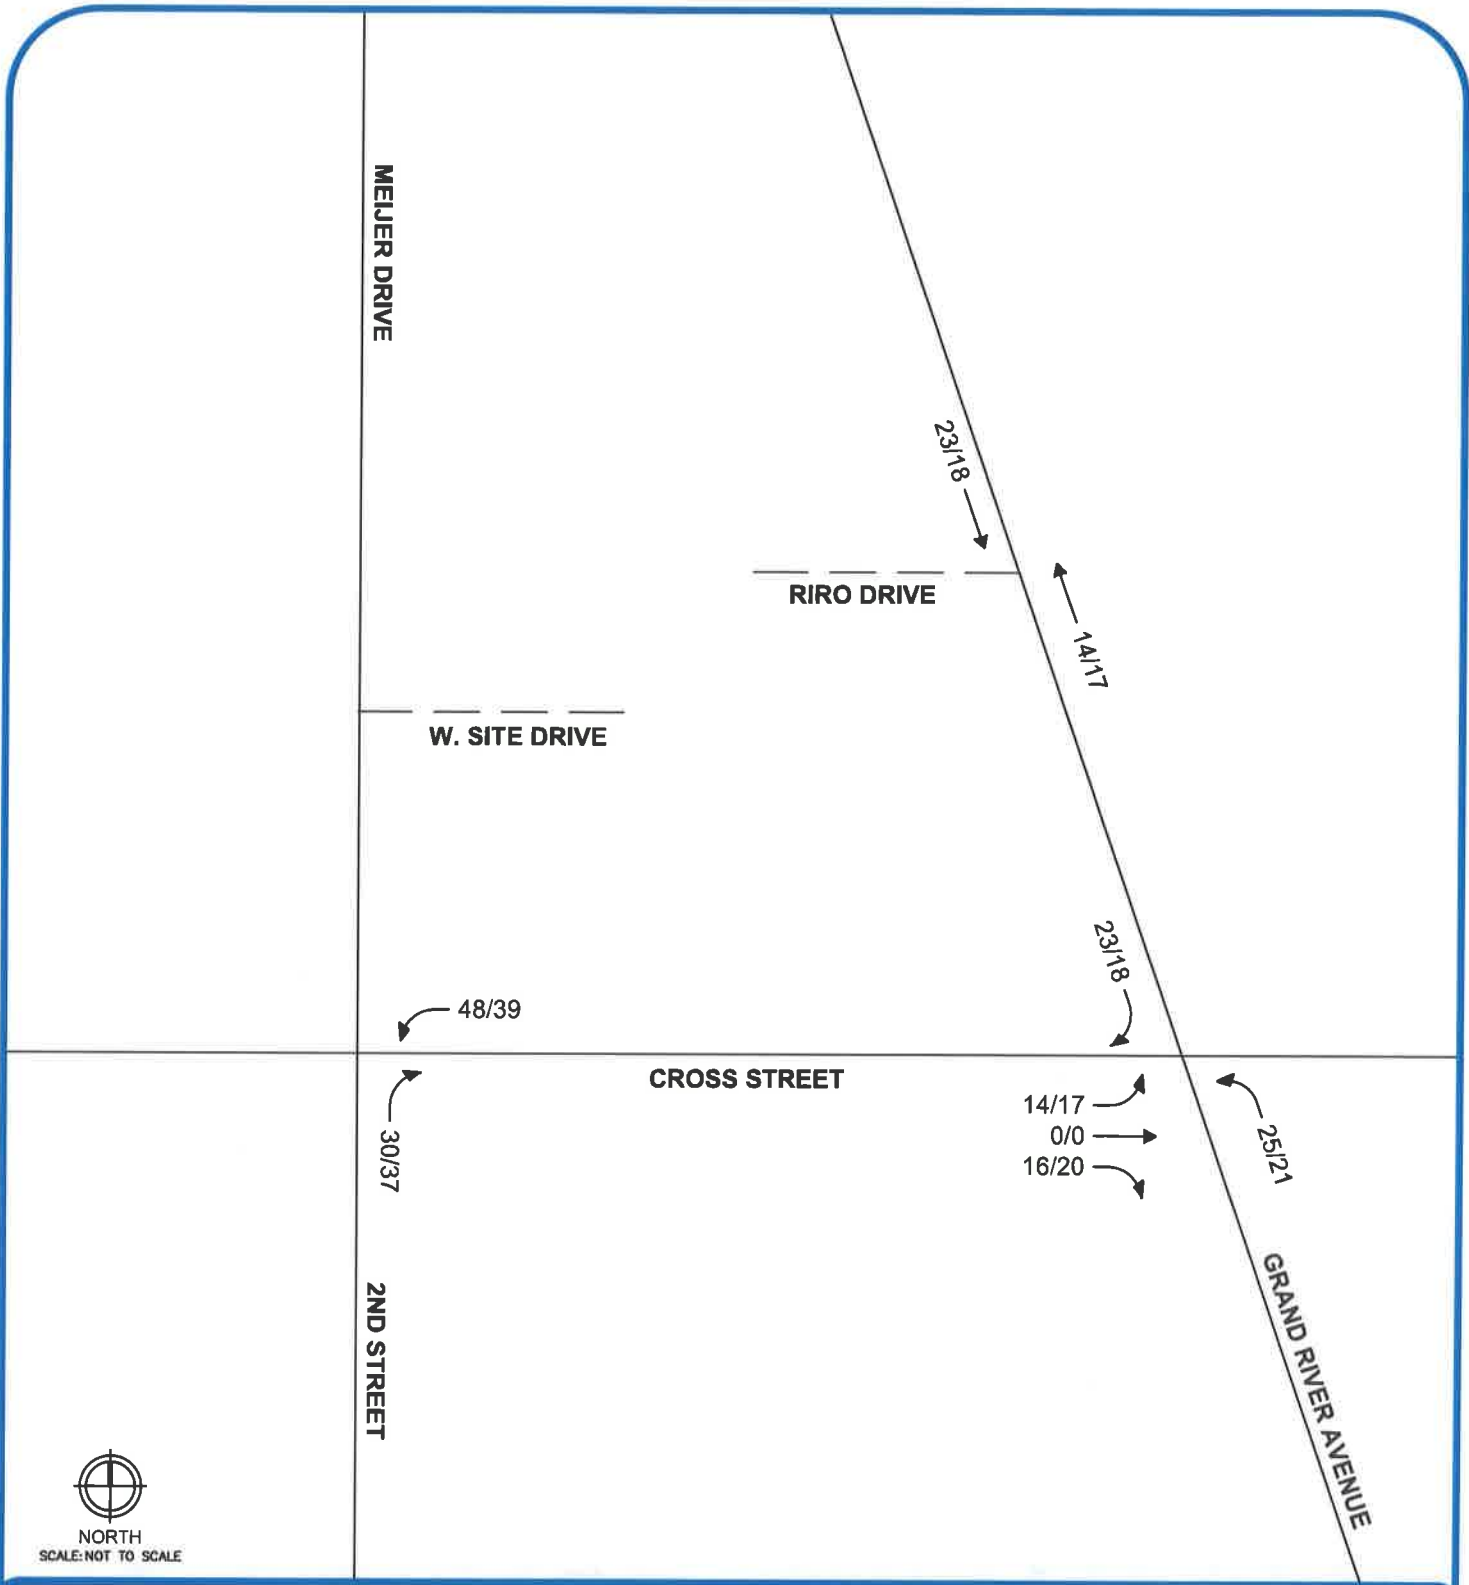 MEIJER DRIVE
23/18
RIRO DRIVE
14/17
W. SITE DRIVE
23/18
48/39
CROSS STREET
14/17
0/0
16/20
30/37
25/21
2ND STREET
GRAND RIVER AVENUE
NORTH
SCALE: NOT TO SCALE